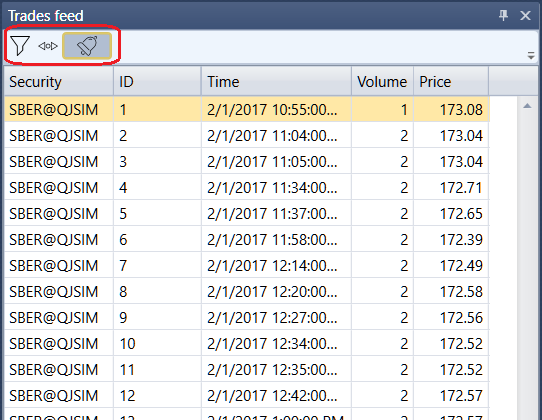 Trades feed
Security ID Time Volume Price
SBER@QJSIM 1 2/1/2017 10:55:00... 1 173.08
SBER@QJSIM 2 2/1/2017 11:04:00... 2 173.04
SBER@QJSIM 3 2/1/2017 11:05:00... 2 173.04
SBER@QJSIM 4 2/1/2017 11:34:00... 2 172.71
SBER@QJSIM 5 2/1/2017 11:37:00... 2 172.65
SBER@QJSIM 6 2/1/2017 11:58:00... 2 172.39
SBER@QJSIM 7 2/1/2017 12:14:00... 2 172.49
SBER@QJSIM 8 2/1/2017 12:20:00... 2 172.58
SBER@QJSIM 9 2/1/2017 12:27:00... 2 172.56
SBER@QJSIM 10 2/1/2017 12:34:00... 2 172.52
SBER@QJSIM 11 2/1/2017 12:35:00... 2 172.52
SBER@QJSIM 12 2/1/2017 12:42:00... 2 172.57